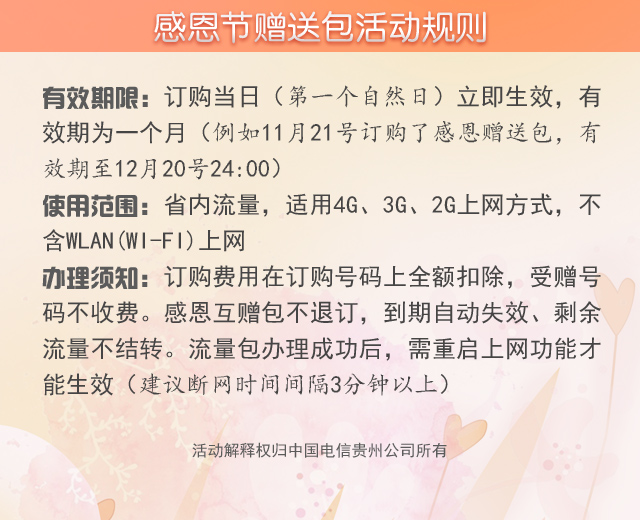 感恩节赠送包活动规则
有效期限：订购当日（第一个自然日）立即生效，有
效期为一个月（例如11月21号订购了感恩赠送包，有
效期至12月20号24:00）
使用范围：省内流量，适用4G、3G、2G上网方式，不
含WLAN(WI-FI)上网
办理须知：订购费用在订购号码上全额扣除，受赠号
码不收费。感恩互赠包不退订，到期自动失效、剩余
流量不结转。流量包办理成功后，需重启上网功能才
能生效（建议断网时间间隔3分钟以上）
活动解释权归中国电信贵州公司所有